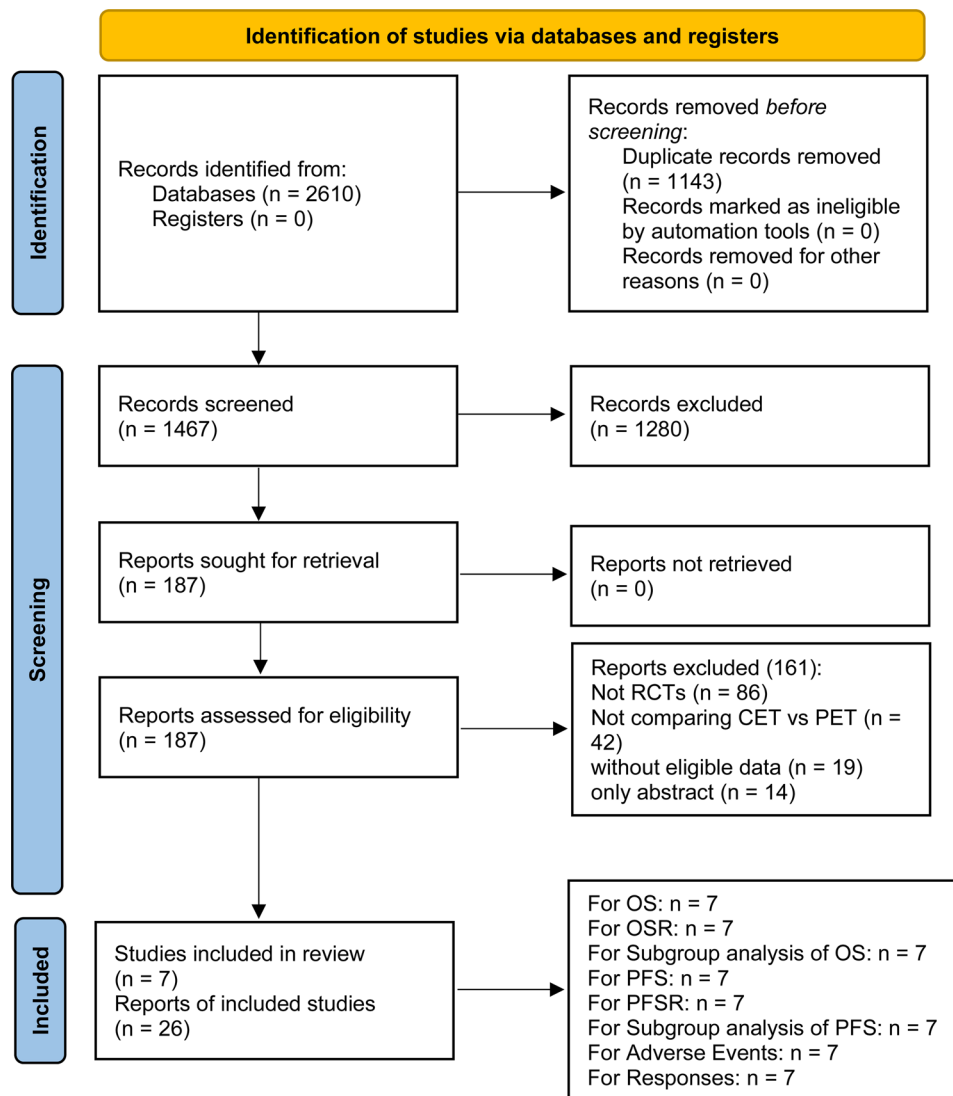 Identification of studies via databases and registers
Identification
Records identified from:
Databases (n = 2610)
Registers (n = 0)
Records removed before
screening:
Duplicate records removed
(n = 1143)
Records marked as ineligible
by automation tools (n = 0)
Records removed for other
reasons (n = 0)
Screening
Records screened
(n = 1467)
Records excluded
(n = 1280)
Reports sought for retrieval
(n = 187)
Reports not retrieved
(n = 0)
Reports assessed for eligibility
(n = 187)
Reports excluded (161):
Not RCTs (n = 86)
Not comparing CET vs PET (n =
42)
without eligible data (n = 19)
only abstract (n = 14)
Included
Studies included in review
(n = 7)
Reports of included studies
(n = 26)
For OS: n = 7
For OSR: n = 7
For Subgroup analysis of OS: n = 7
For PFS: n = 7
For PFSR: n = 7
For Subgroup analysis of PFS: n = 7
For Adverse Events: n = 7
For Responses: n = 7